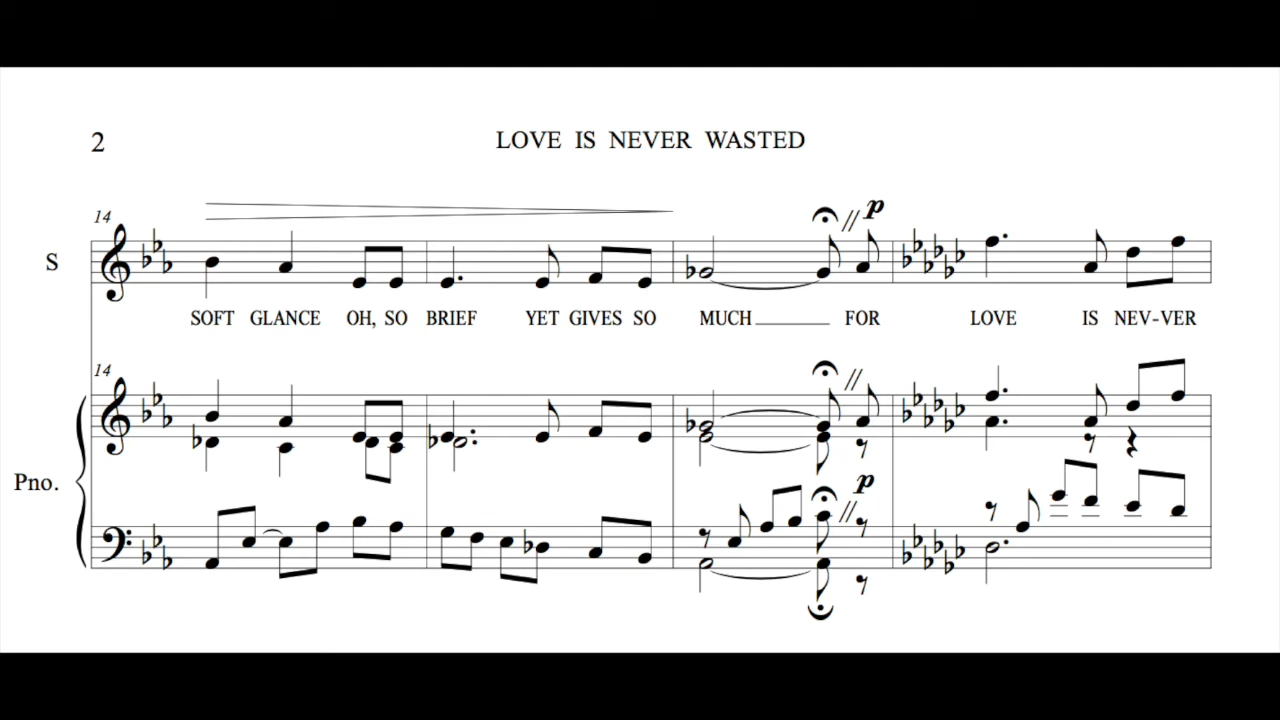 2
LOVE IS NEVER WASTED
14
S
p
SOFT GLANCE OH, SO BRIEF YET GIVES SO MUCH FOR LOVE IS NEV-VER
14
Pno.
p